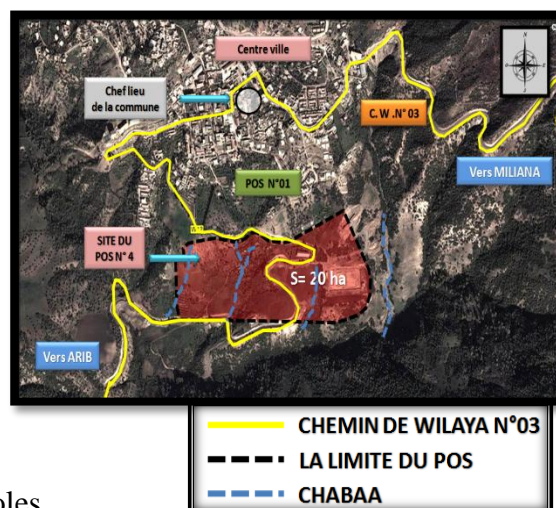 Centre ville
N
Chef lieu
de la commune
C.W.N° 03
Vers MILIANA
POS N°01
SITE DU
POS N° 4
S= 20 ha
Vers ARIB
CHEMIN DE WILAYA N°03
LA LIMITE DU POS
CHABAA